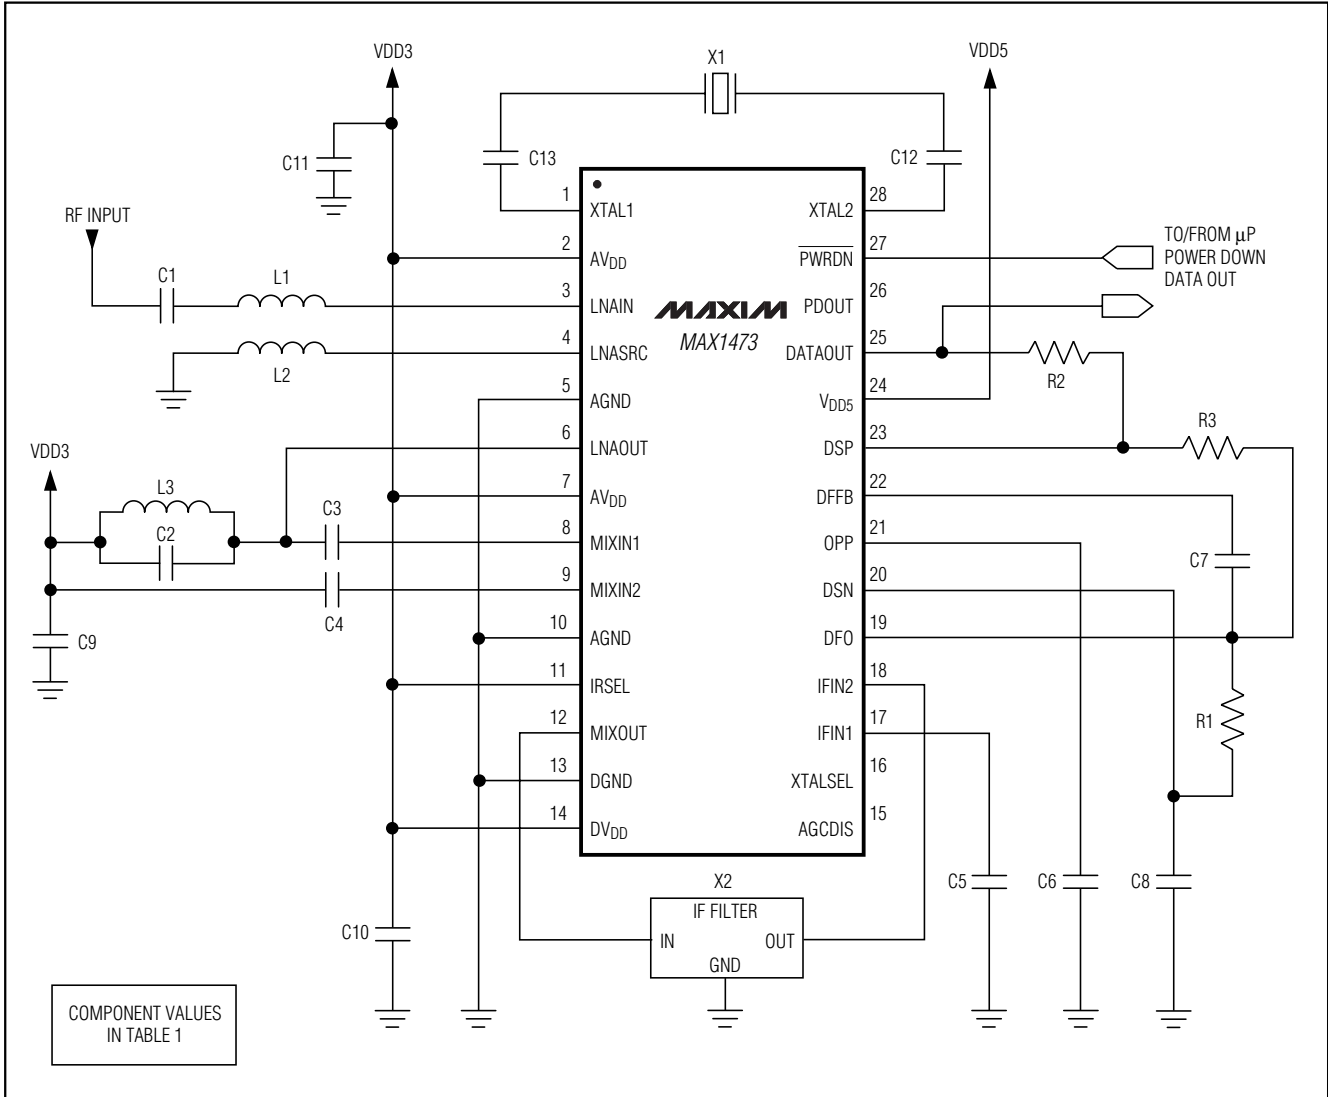 VDD3
X1
VDD5
C11
C13
C12
RF INPUT
C1
L1
L2
1
XTAL1
2
AVDD
3
LNAIN
4
LNASRC
5
AGND
6
LNAOUT
7
AVDD
8
MIXIN1
9
MIXIN2
10
AGND
11
IRSEL
12
MIXOUT
13
DGND
14
DVDD
MAXIM
MAX1473
28
XTAL2
27
PWRDN
26
PDOUT
25
DATAOUT
24
VDD5
23
DSP
22
DFFB
21
OPP
20
DSN
19
DFO
18
IFIN2
17
IFIN1
16
XTALSEL
15
AGCDIS
TO/FROM µP
POWER DOWN
DATA OUT
R2
R3
VDD3
L3
C2
C3
C4
C9
C7
R1
C10
X2
IF FILTER
IN
OUT
GND
C5
C6
C8
COMPONENT VALUES
IN TABLE 1